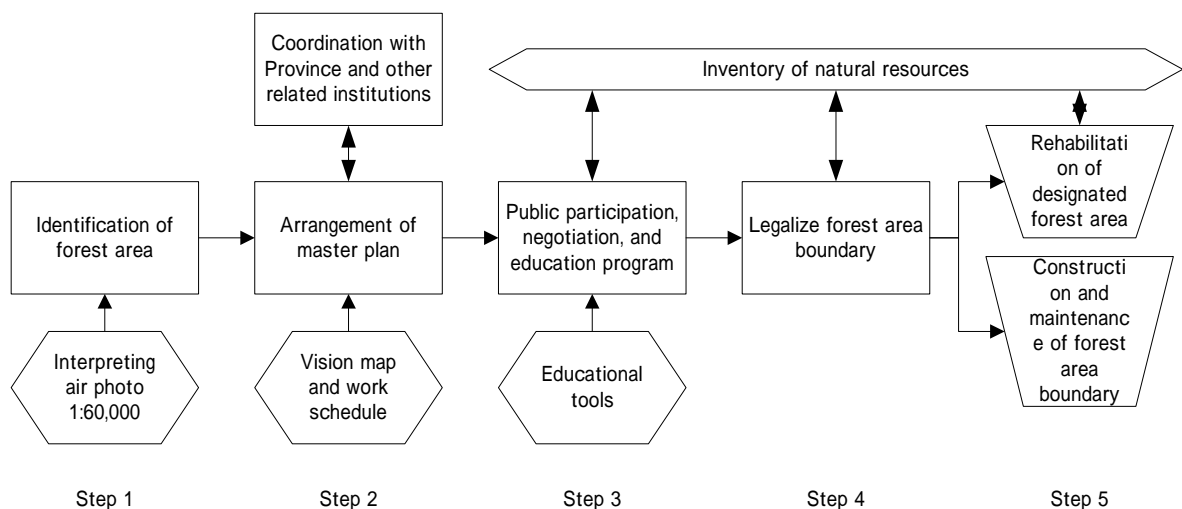 Coordination with
Province and other
related institutions
Inventory of natural resources
Identification of
forest area
Arrangement of
master plan
Public participation,
negotiation, and
education program
Legalize forest area
boundary
Rehabilitati
on of
designated
forest area
Constructi
on and
maintenanc
e of forest
area
boundary
Interpreting
air photo
1:60,000
Vision map
and work
schedule
Educational
tools
Step 1
Step 2
Step 3
Step 4
Step 5